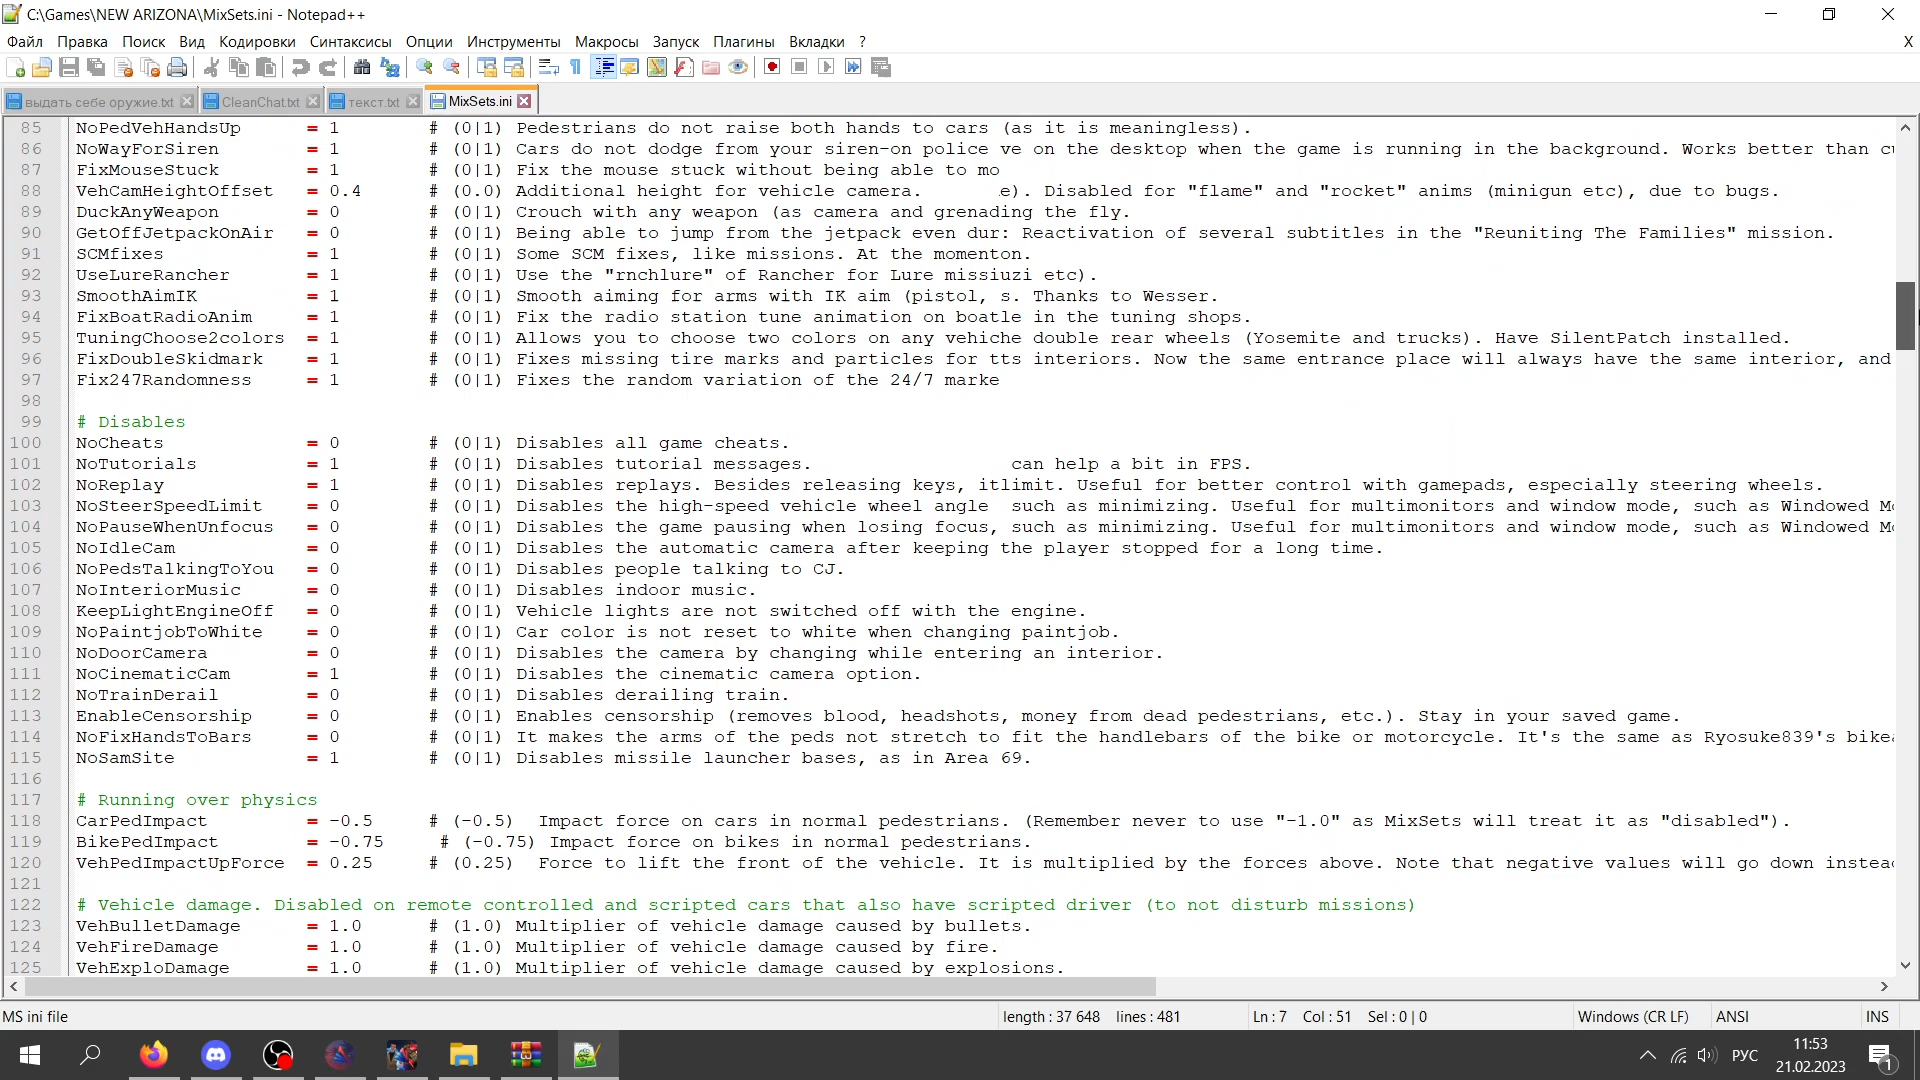 C:\Games\NEW ARIZONA\MixSets.ini - Notepad++
Файл Правка Поиск Вид Кодировки Синтаксисы Опции Инструменты Макросы Запуск Плагины Вкладки ? X
выдать себе оружие.txt CleanChat.txt текст.txt MixSets.ini
85 NoPedVehHandsUp = 1 # (0|1) Pedestrians do not raise both hands to cars (as it is meaningless).
86 NoWayForSiren = 1 # (0|1) Cars do not dodge from your siren-on police ve on the desktop when the game is running in the background. Works better than
87 FixMouseStuck = 1 # (0|1) Fix the mouse stuck without being able to mo
88 VehCamHeightOffset = 0.4 # (0.0) Additional height for vehicle camera. e). Disabled for "flame" and "rocket" anims (minigun etc), due to bugs.
89 DuckAnyWeapon = 0 # (0|1) Crouch with any weapon (as camera and grenading the fly.
90 GetOffJetpackOnAir = 0 # (0|1) Being able to jump from the jetpack even dur: Reactivation of several subtitles in the "Reuniting The Families" mission.
91 SCMfixes = 1 # (0|1) Some SCM fixes, like missions. At the momenton.
92 UseLureRancher = 1 # (0|1) Use the "rnchlure" of Rancher for Lure missiuzi etc).
93 SmoothAimIK = 1 # (0|1) Smooth aiming for arms with IK aim (pistol, s. Thanks to Wesser.
94 FixBoatRadioAnim = 1 # (0|1) Fix the radio station tune animation on boatle in the tuning shops.
95 TuningChoose2colors = 1 # (0|1) Allows you to choose two colors on any vehiche double rear wheels (Yosemite and trucks). Have SilentPatch installed.
96 FixDoubleSkidmark = 1 # (0|1) Fixes missing tire marks and particles for tts interiors. Now the same entrance place will always have the same interior, and
97 Fix247Randomness = 1 # (0|1) Fixes the random variation of the 24/7 marke
98
99 # Disables
100 NoCheats = 0 # (0|1) Disables all game cheats.
101 NoTutorials = 1 # (0|1) Disables tutorial messages. can help a bit in FPS.
102 NoReplay = 1 # (0|1) Disables replays. Besides releasing keys, itlimit. Useful for better control with gamepads, especially steering wheels.
103 NoSteerSpeedLimit = 0 # (0|1) Disables the high-speed vehicle wheel angle such as minimizing. Useful for multimonitors and window mode, such as Windowed
104 NoPauseWhenUnfocus = 0 # (0|1) Disables the game pausing when losing focus, such as minimizing. Useful for multimonitors and window mode, such as Windowed
105 NoIdleCam = 0 # (0|1) Disables the automatic camera after keeping the player stopped for a long time.
106 NoPedsTalkingToYou = 0 # (0|1) Disables people talking to CJ.
107 NoInteriorMusic = 0 # (0|1) Disables indoor music.
108 KeepLightEngineOff = 0 # (0|1) Vehicle lights are not switched off with the engine.
109 NoPaintjobToWhite = 0 # (0|1) Car color is not reset to white when changing paintjob.
110 NoDoorCamera = 0 # (0|1) Disables the camera by changing while entering an interior.
111 NoCinematicCam = 1 # (0|1) Disables the cinematic camera option.
112 NoTrainDerail = 0 # (0|1) Disables derailing train.
113 EnableCensorship = 0 # (0|1) Enables censorship (removes blood, headshots, money from dead pedestrians, etc.). Stay in your saved game.
114 NoFixHandsToBars = 0 # (0|1) It makes the arms of the peds not stretch to fit the handlebars of the bike or motorcycle. It's the same as Ryosuke839's
115 NoSamSite = 1 # (0|1) Disables missile launcher bases, as in Area 69.
116
117 # Running over physics
118 CarPedImpact = -0.5 # (-0.5) Impact force on cars in normal pedestrians. (Remember never to use "-1.0" as MixSets will treat it as "disabled").
119 BikePedImpact = -0.75 # (-0.75) Impact force on bikes in normal pedestrians.
120 VehPedImpactUpForce = 0.25 # (0.25) Force to lift the front of the vehicle. It is multiplied by the forces above. Note that negative values will go down
121
122 # Vehicle damage. Disabled on remote controlled and scripted cars that also have scripted driver (to not disturb missions)
123 VehBulletDamage = 1.0 # (1.0) Multiplier of vehicle damage caused by bullets.
124 VehFireDamage = 1.0 # (1.0) Multiplier of vehicle damage caused by fire.
125 VehExploDamage = 1.0 # (1.0) Multiplier of vehicle damage caused by explosions.
MS ini file length : 37 648 lines : 481 Ln : 7 Col : 51 Sel : 0 | 0 Windows (CR LF) ANSI INS
РУС 11:53
21.02.2023
1